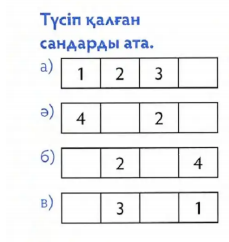 Түсіп қалған
сандарды ата.
а) 1 2 3
ә) 4 2
б) 2 4
в) 3 1